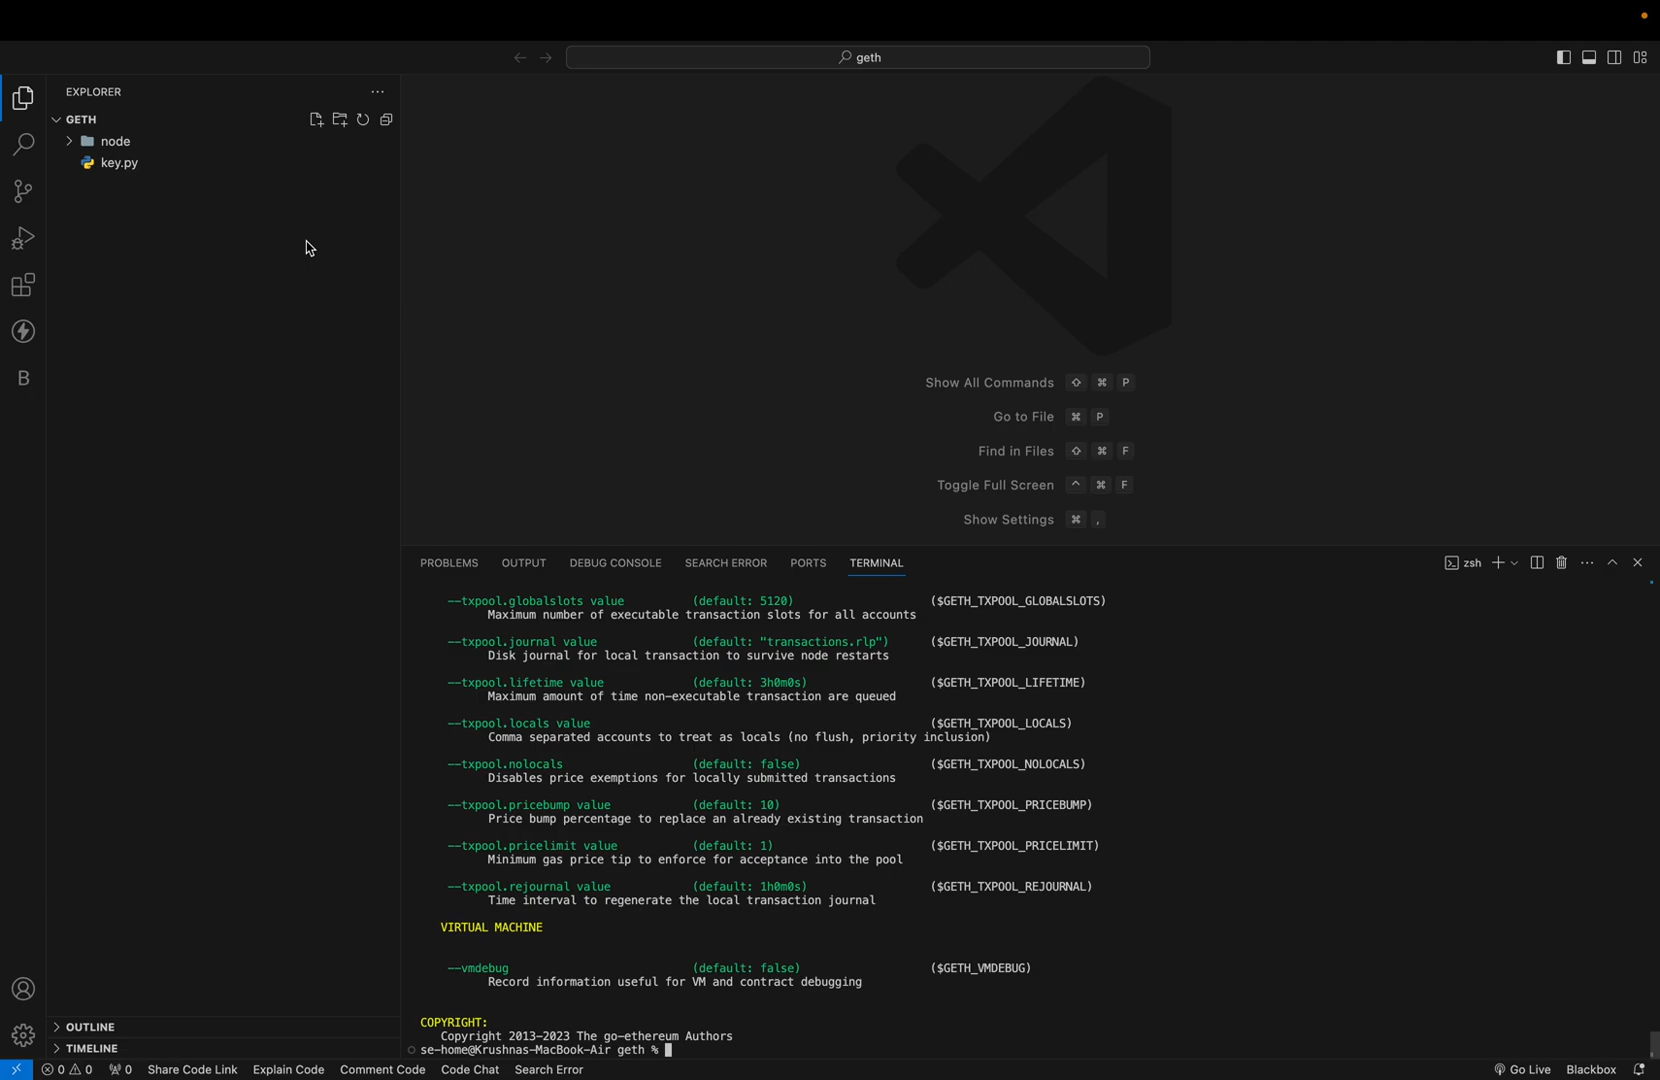 geth
EXPLORER
GETH
node
key.py
B
Show All Commands ⇧ ⌘ P
Go to File ⌘ P
Find in Files ⇧ ⌘ F
Toggle Full Screen ^ ⌘ F
Show Settings ⌘ ,
PROBLEMS OUTPUT DEBUG CONSOLE SEARCH ERROR PORTS TERMINAL
zsh
--txpool.globalslots value (default: 5120) ($GETH_TXPOOL_GLOBALSLOTS)
Maximum number of executable transaction slots for all accounts
--txpool.journal value (default: "transactions.rlp") ($GETH_TXPOOL_JOURNAL)
Disk journal for local transaction to survive node restarts
--txpool.lifetime value (default: 3h0m0s) ($GETH_TXPOOL_LIFETIME)
Maximum amount of time non-executable transaction are queued
--txpool.locals value ($GETH_TXPOOL_LOCALS)
Comma separated accounts to treat as locals (no flush, priority inclusion)
--txpool.nolocals (default: false) ($GETH_TXPOOL_NOLOCALS)
Disables price exemptions for locally submitted transactions
--txpool.pricebump value (default: 10) ($GETH_TXPOOL_PRICEBUMP)
Price bump percentage to replace an already existing transaction
--txpool.pricelimit value (default: 1) ($GETH_TXPOOL_PRICELIMIT)
Minimum gas price tip to enforce for acceptance into the pool
--txpool.rejournal value (default: 1h0m0s) ($GETH_TXPOOL_REJOURNAL)
Time interval to regenerate the local transaction journal
VIRTUAL MACHINE
--vmdebug (default: false) ($GETH_VMDEBUG)
Record information useful for VM and contract debugging
COPYRIGHT:
Copyright 2013-2023 The go-ethereum Authors
se-home@Krushnas-MacBook-Air geth %
OUTLINE
TIMELINE
0 0 0 Share Code Link Explain Code Comment Code Code Chat Search Error Go Live Blackbox